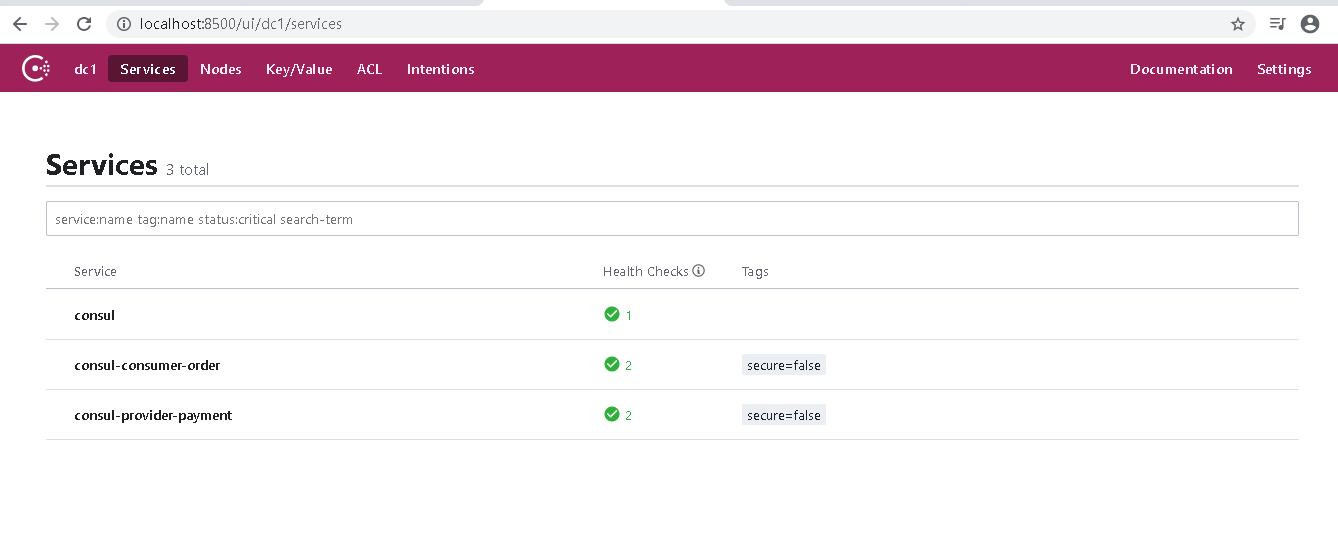 localhost:8500/ui/dc1/services
dc1 Services Nodes Key/Value ACL Intentions Documentation Settings
Services 3 total
service:name tag:name status:critical search-term
Service Health Checks Tags
consul 1
consul-consumer-order 2 secure=false
consul-provider-payment 2 secure=false